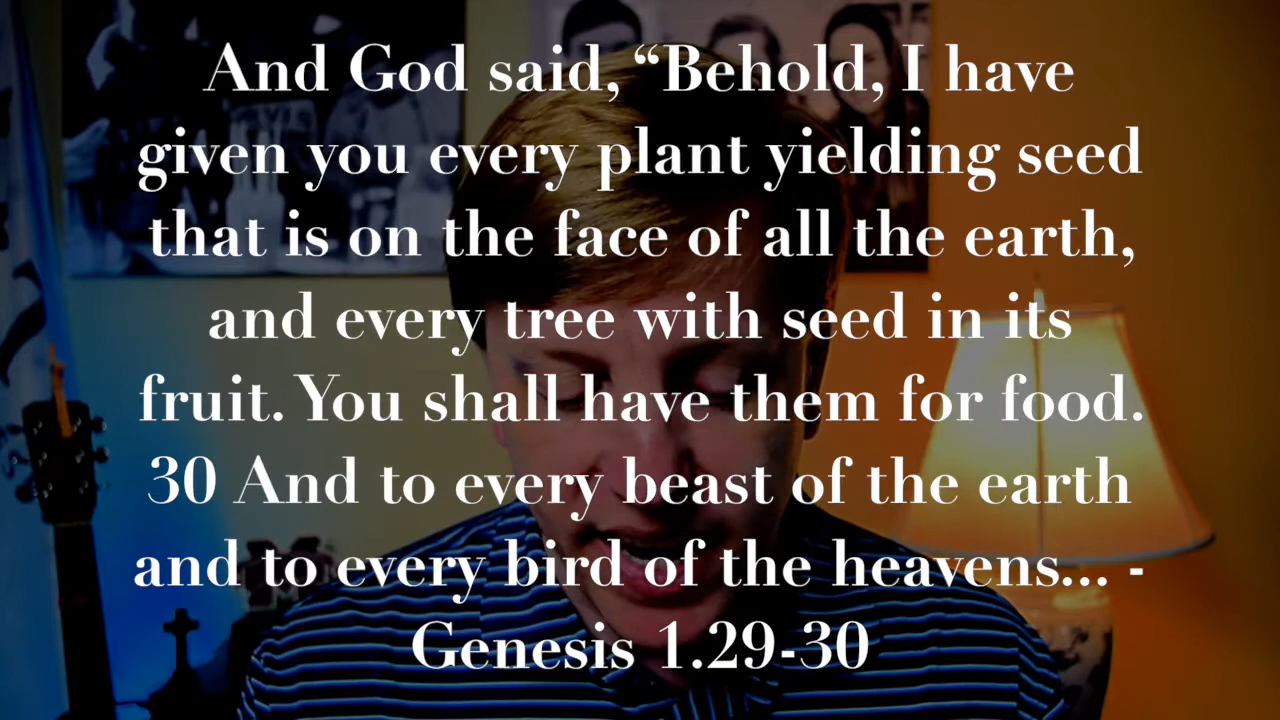 And God said, “Behold, I have
given you every plant yielding seed
that is on the face of all the earth,
and every tree with seed in its
fruit. You shall have them for food.
30 And to every beast of the earth
and to every bird of the heavens... -
Genesis 1.29-30